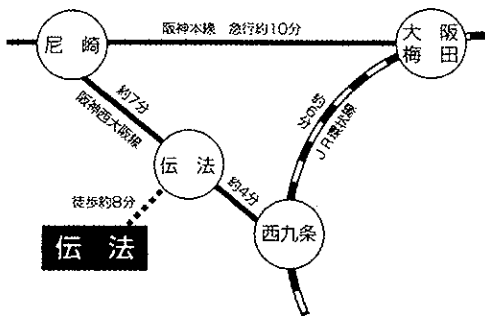 尼崎
阪神本線 急行約10分
大阪
梅田
約7分
阪神西大阪線
約6分
JR環状線
伝法
約4分
徒歩約8分
伝法
西九条